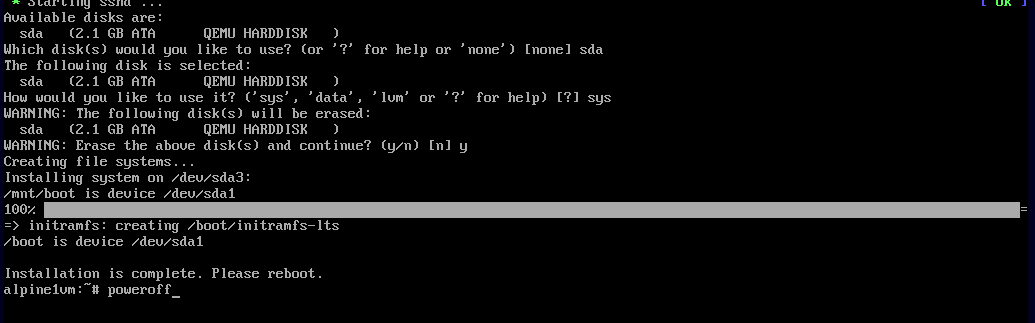 * Starting sshd ... [ ok ]
Available disks are:
  sda   (2.1 GB ATA      QEMU HARDDISK   )
Which disk(s) would you like to use? (or '?' for help or 'none') [none] sda
The following disk is selected:
  sda   (2.1 GB ATA      QEMU HARDDISK   )
How would you like to use it? ('sys', 'data', 'lvm' or '?' for help) [?] sys
WARNING: The following disk(s) will be erased:
  sda   (2.1 GB ATA      QEMU HARDDISK   )
WARNING: Erase the above disk(s) and continue? (y/n) [n] y
Creating file systems...
Installing system on /dev/sda3:
/mnt/boot is device /dev/sda1
100% =
=> initramfs: creating /boot/initramfs-lts
/boot is device /dev/sda1
Installation is complete. Please reboot.
alpine1vm:~# poweroff_